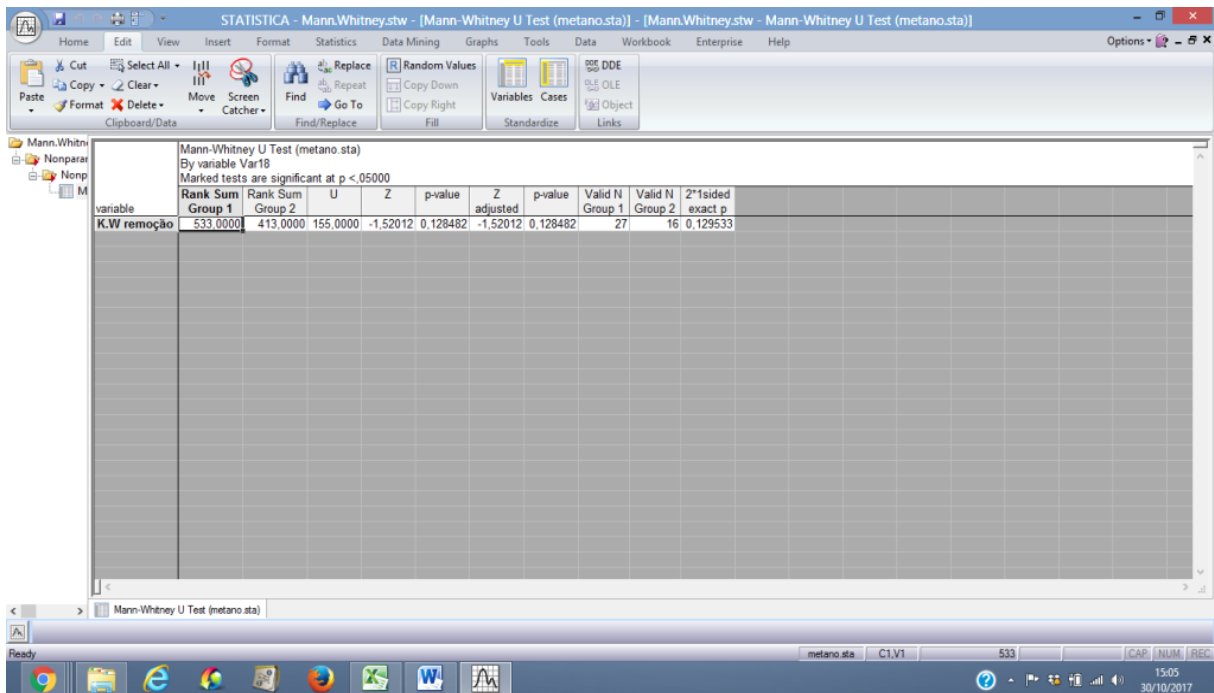 STATISTICA - Mann.Whitney.stw - [Mann-Whitney U Test (metano.sta)] - [Mann.Whitney.stw - Mann-Whitney U Test (metano.sta)]
Home Edit View Insert Format Statistics Data Mining Graphs Tools Data Workbook Enterprise Help Options
Cut Select All Replace Random Values DDE
Copy Clear Repeat Copy Down OLE
Paste Format Delete Move Screen Catcher Find Go To Copy Right Variables Cases Object
Clipboard/Data Find/Replace Fill Standardize Links
Mann.Whitn
Nonparar
Nonp
M
Mann-Whitney U Test (metano.sta)
By variable Var18
Marked tests are significant at p <,05000
variable Rank Sum Group 1 Rank Sum Group 2 U Z p-value Z adjusted p-value Valid N Group 1 Valid N Group 2 2*1sided exact p
K.W remoção 533,0000 413,0000 155,0000 -1,52012 0,128482 -1,52012 0,128482 27 16 0,129533
Mann-Whitney U Test (metano.sta)
Ready metano.sta C1,V1 533 CAP NUM REC
15:05
30/10/2017